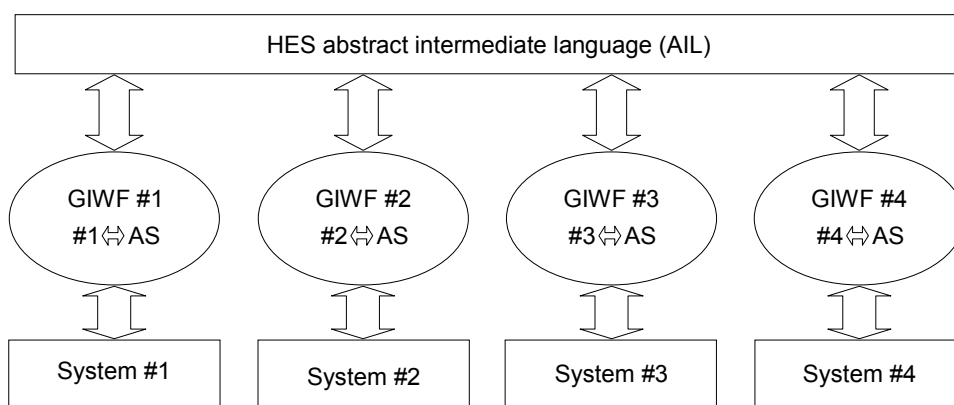 HES abstract intermediate language (AIL)
GIWF #1
#1⇔AS
GIWF #2
#2⇔AS
GIWF #3
#3⇔AS
GIWF #4
#4⇔AS
System #1
System #2
System #3
System #4